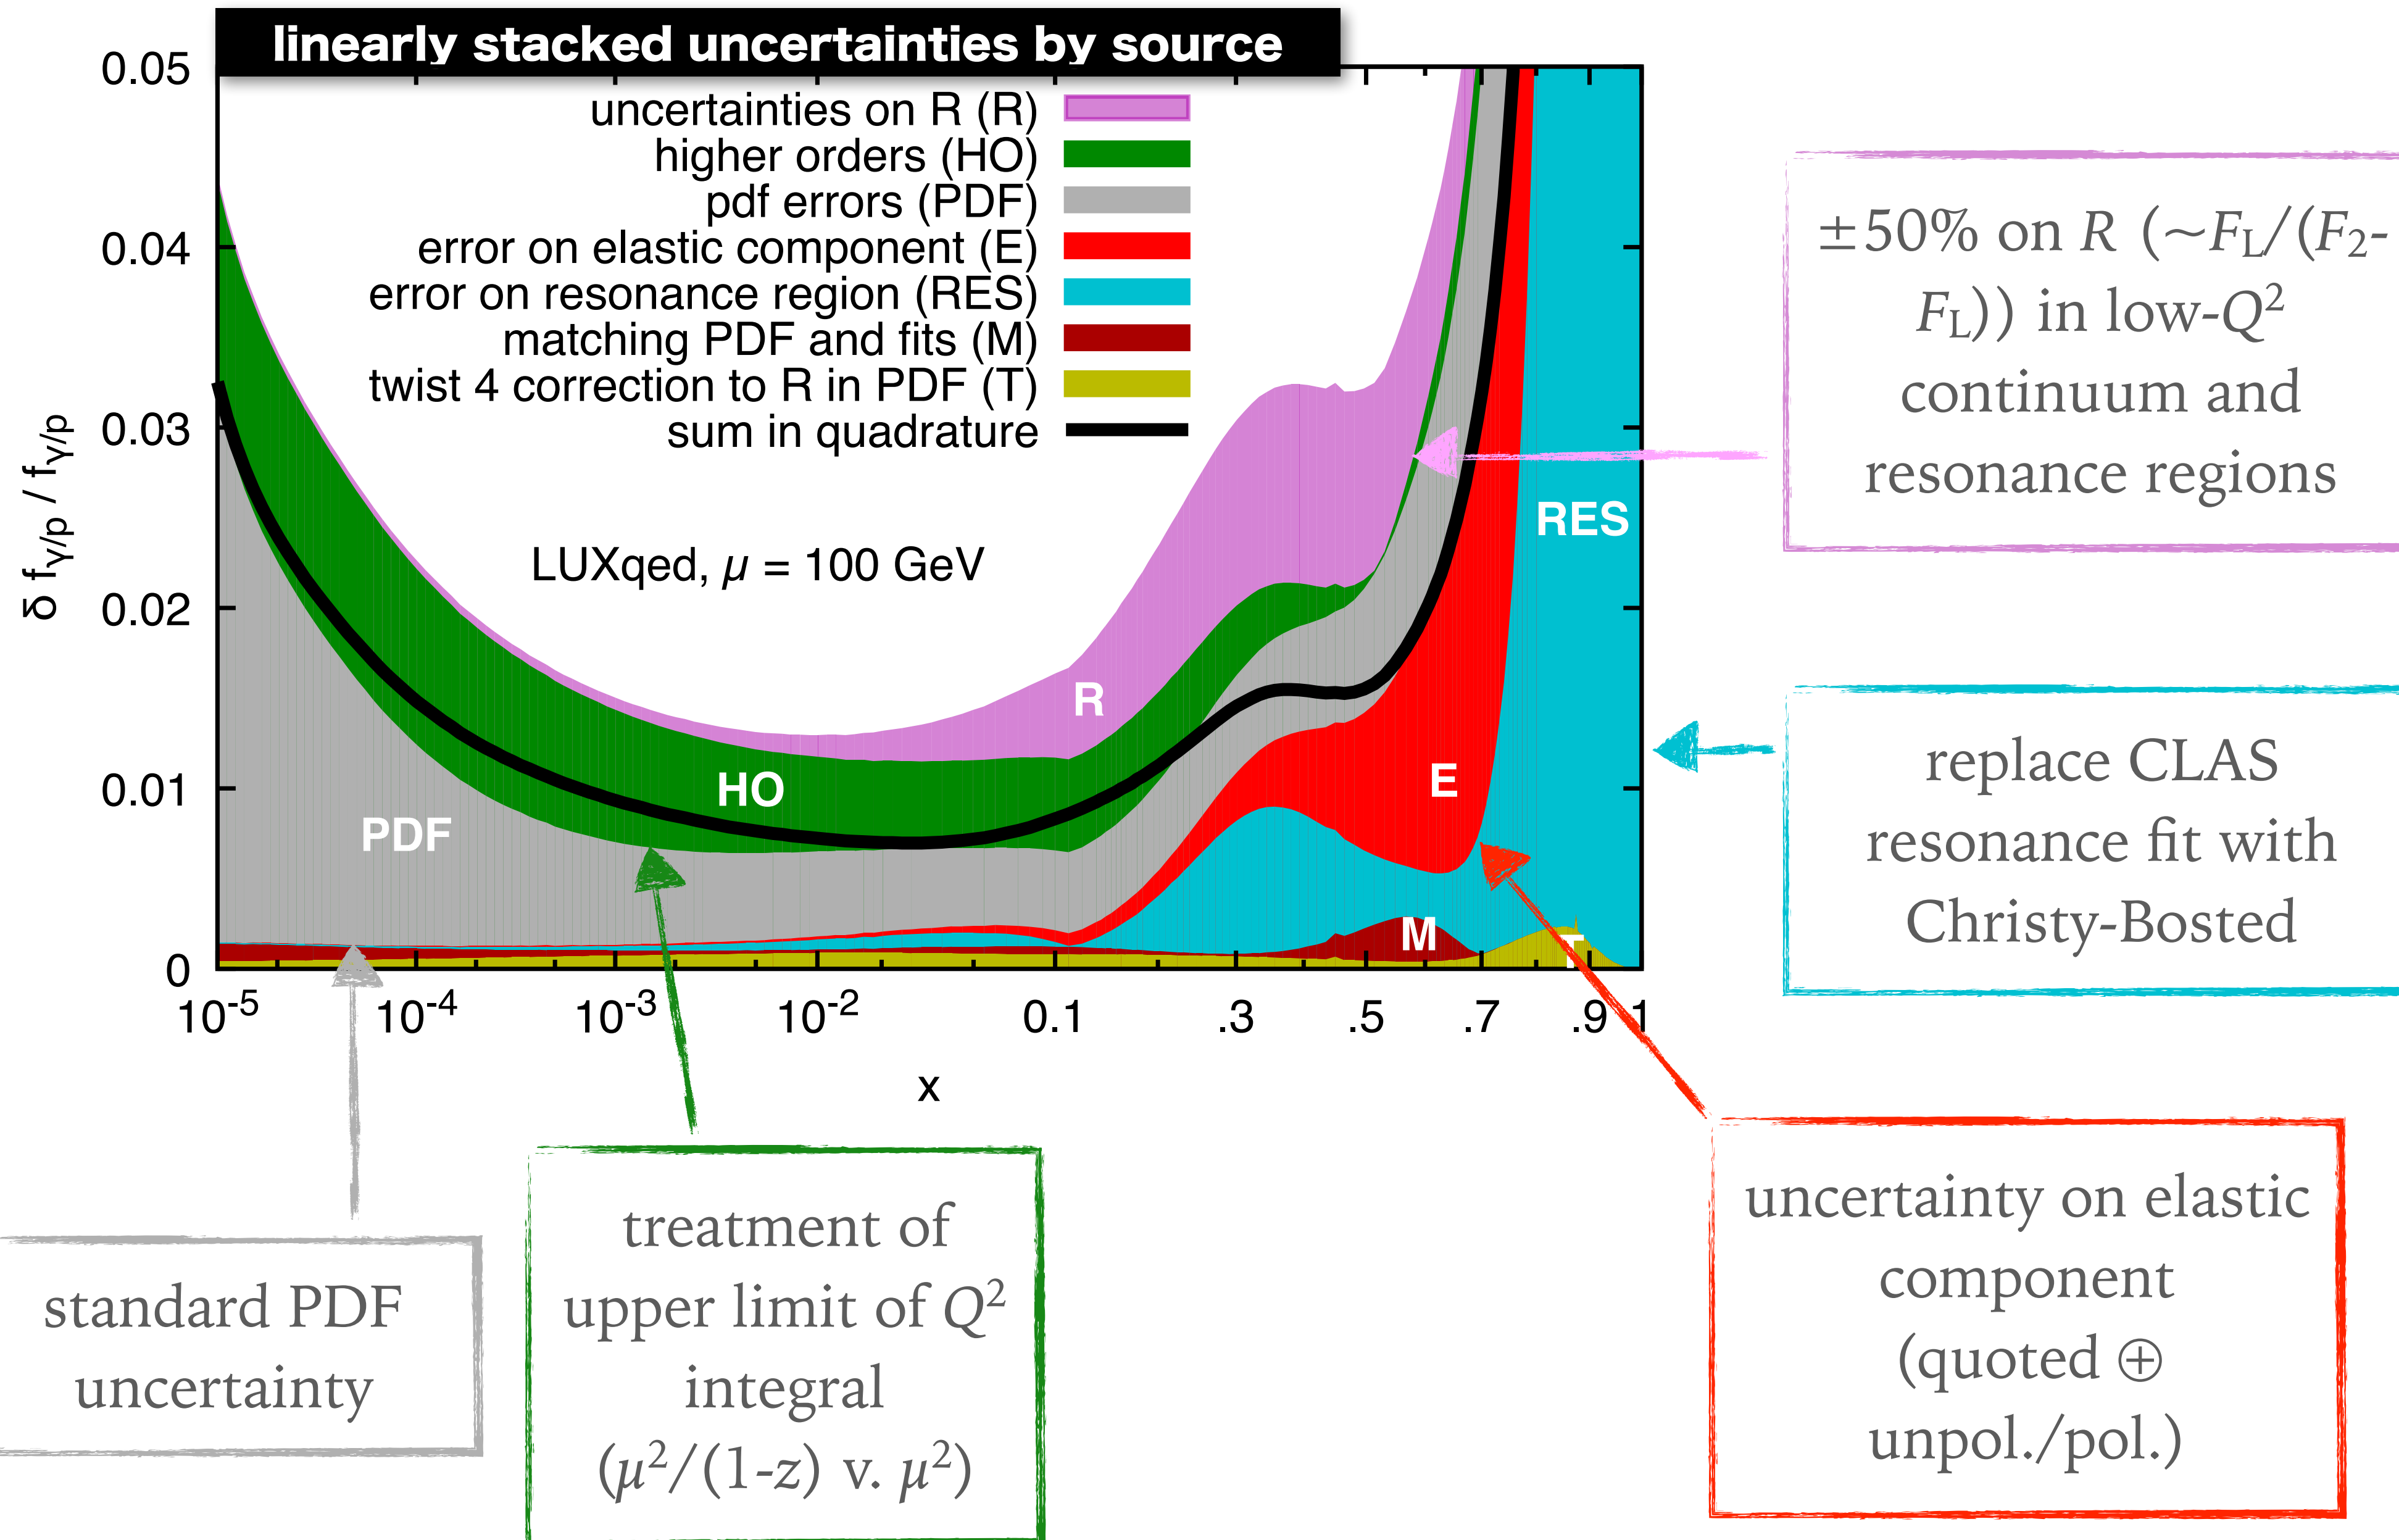 linearly stacked uncertainties by source
0.05
0.04
0.03
0.02
0.01
0
δ f_γ/p / f_γ/p
uncertainties on R (R)
higher orders (HO)
pdf errors (PDF)
error on elastic component (E)
error on resonance region (RES)
matching PDF and fits (M)
twist 4 correction to R in PDF (T)
sum in quadrature
LUXqed, μ = 100 GeV
RES
R
HO
E
PDF
M
T
10⁻⁵ 10⁻⁴ 10⁻³ 10⁻² 0.1 .3 .5 .7 .9 1
x
±50% on R (~F_L/(F₂-
F_L)) in low-Q²
continuum and
resonance regions
replace CLAS
resonance fit with
Christy-Bosted
uncertainty on elastic
component
(quoted ⊕
unpol./pol.)
treatment of
upper limit of Q²
integral
(μ²/(1-z) v. μ²)
standard PDF
uncertainty